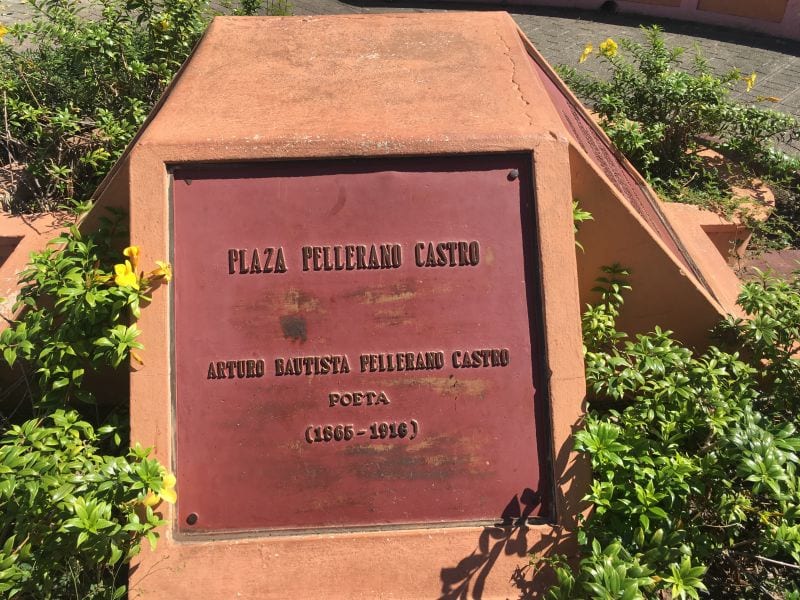 PLAZA PELLERANO CASTRO
ARTURO BAUTISTA PELLERANO CASTRO
POETA
(1865-1916)